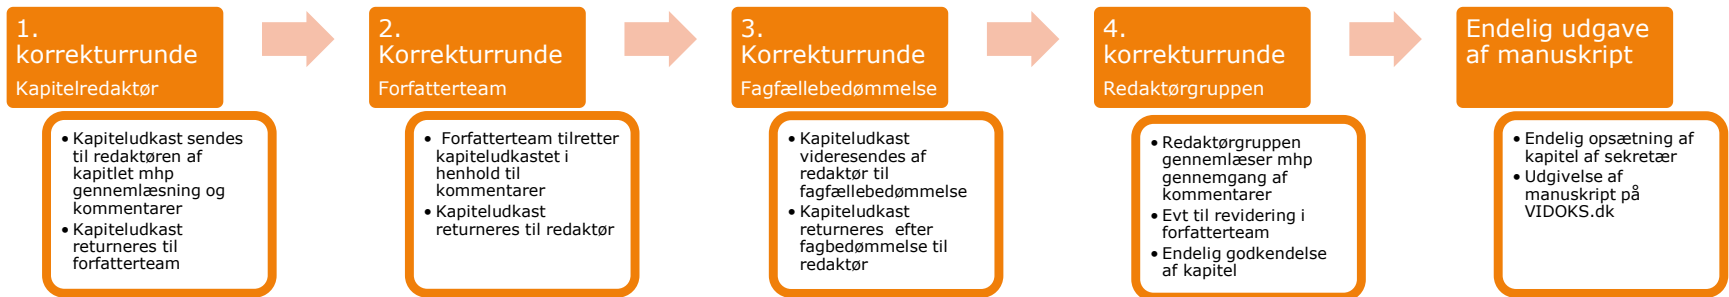 1.
korrekturrunde
Kapitelredaktør
• Kapiteludkast sendes
til redaktøren af
kapitlet mhp
gennemlæsning og
kommentarer
• Kapiteludkast
returneres til
forfatterteam
2.
Korrekturrunde
Forfatterteam
• Forfatterteam tilretter
kapiteludkastet i
henhold til
kommentarer
• Kapiteludkast
returneres til redaktør
3.
Korrekturrunde
Fagfællebedømmelse
• Kapiteludkast
videresendes af
redaktør til
fagfællebedømmelse
• Kapiteludkast
returneres efter
fagbedømmelse til
redaktør
4.
korrekturrunde
Redaktørgruppen
• Redaktørgruppen
gennemlæser mhp
gennemgang af
kommentarer
• Evt til revidering i
forfatterteam
• Endelig godkendelse
af kapitel
Endelig udgave
af manuskript
• Endelig opsætning af
kapitel af sekretær
• Udgivelse af
manuskript på
VIDOKS.dk